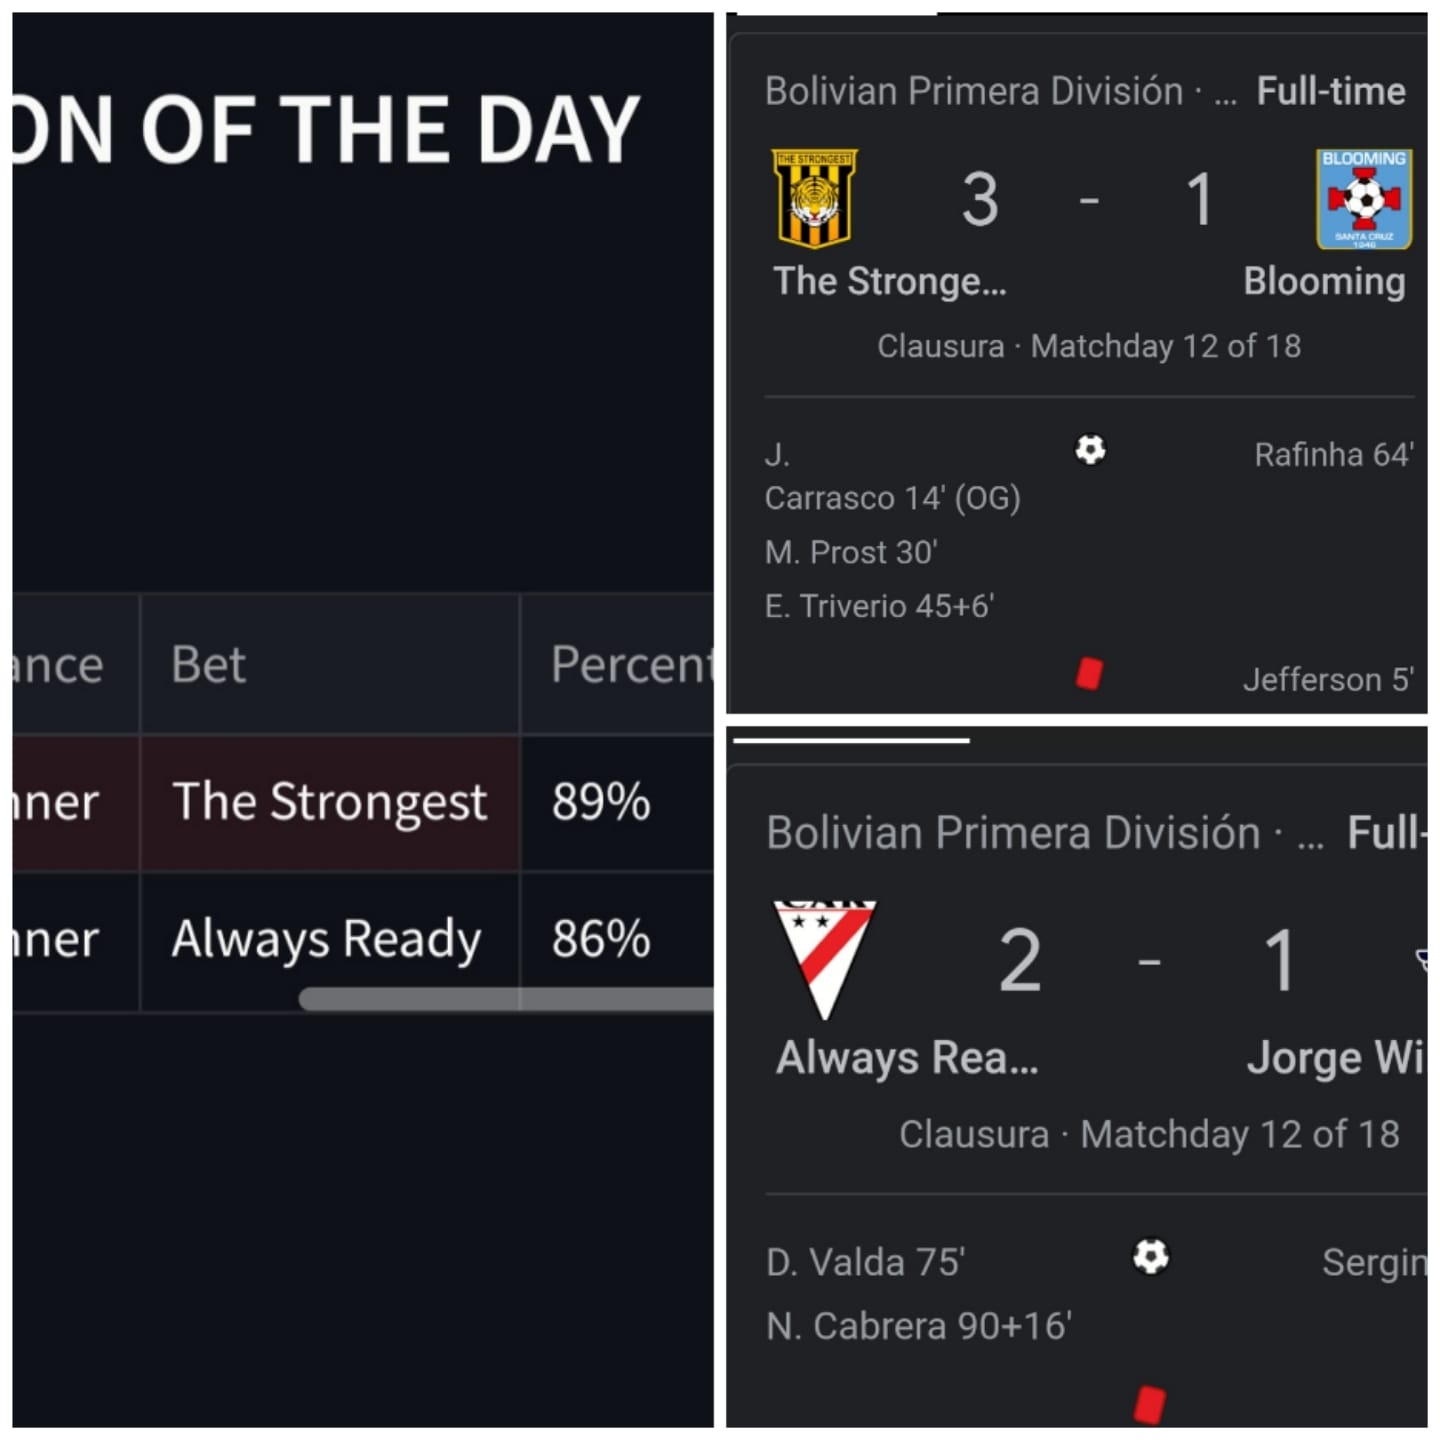 ON OF THE DAY
ance Bet Percent
nner The Strongest 89%
nner Always Ready 86%
Bolivian Primera División · ... Full-time
THE STRONGEST
BLOOMING
SANTA CRUZ
1946
3 - 1
The Stronge... Blooming
Clausura · Matchday 12 of 18
J. Rafinha 64'
Carrasco 14' (OG)
M. Prost 30'
E. Triverio 45+6'
Jefferson 5'
Bolivian Primera División · ... Full-
2 - 1
Always Rea... Jorge Wi
Clausura · Matchday 12 of 18
D. Valda 75' Sergin
N. Cabrera 90+16'